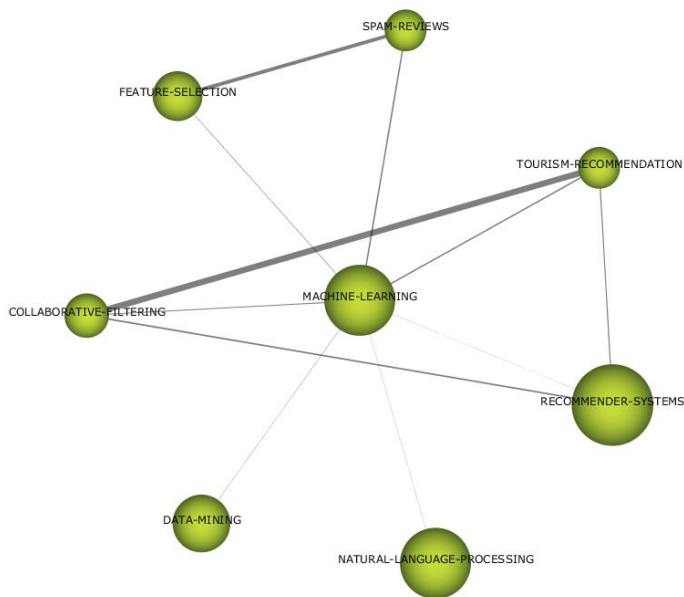 SPAM-REVIEWS
FEATURE-SELECTION
TOURISM-RECOMMENDATION
MACHINE-LEARNING
COLLABORATIVE-FILTERING
RECOMMENDER-SYSTEMS
DATA-MINING
NATURAL-LANGUAGE-PROCESSING